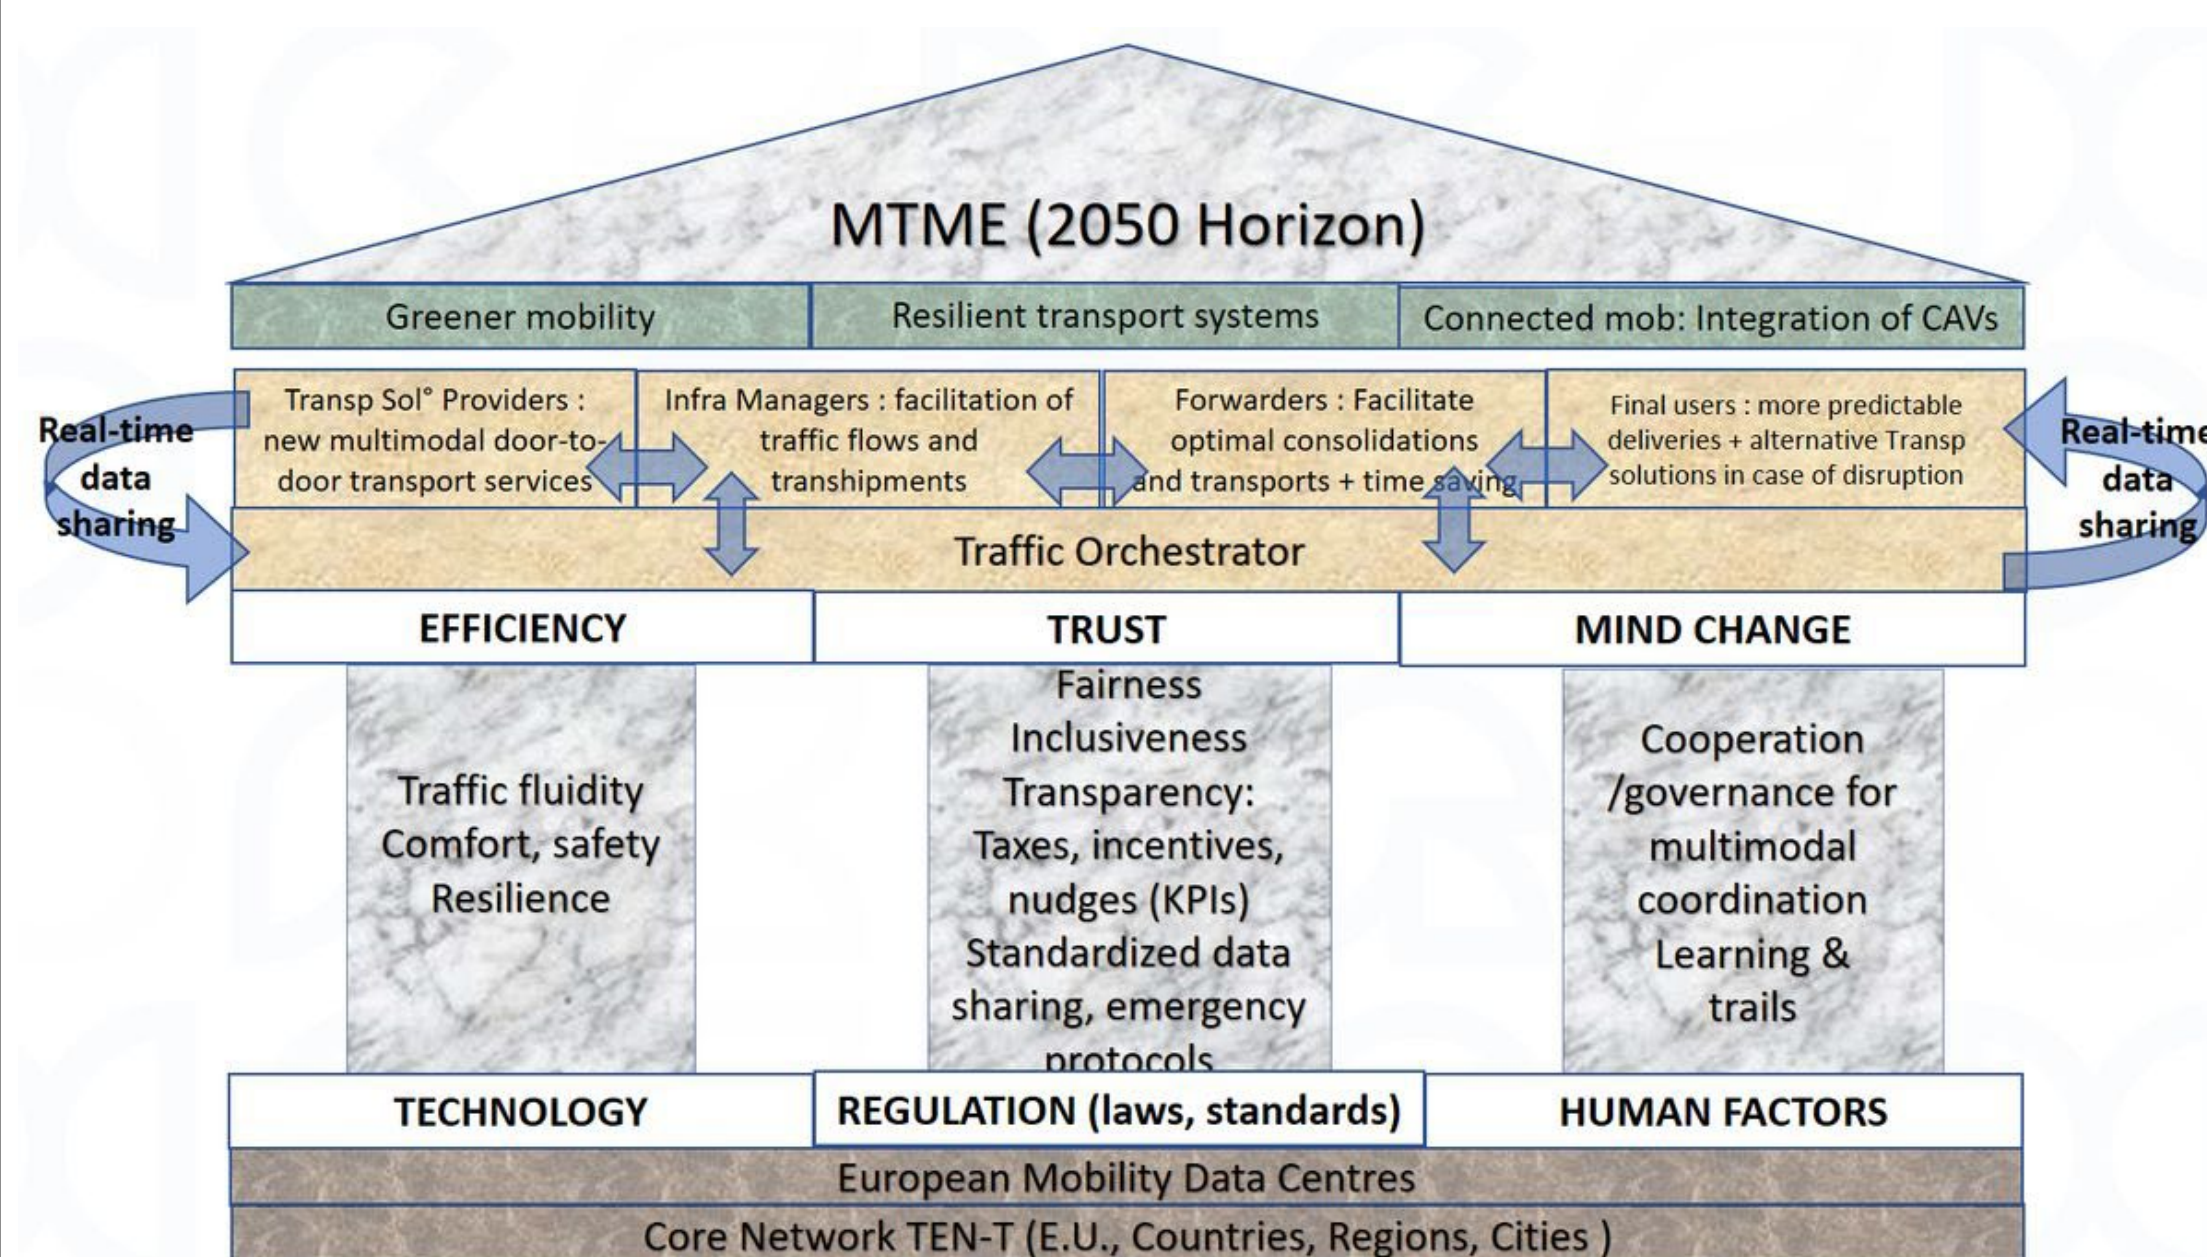 MTME (2050 Horizon)
Greener mobility
Resilient transport systems
Connected mob: Integration of CAVs
Real-time
data
sharing
Transp Sol° Providers :
new multimodal door-to-
door transport services
Infra Managers : facilitation of
traffic flows and
transhipments
Forwarders : Facilitate
optimal consolidations
and transports + time saving
Final users : more predictable
deliveries + alternative Transp
solutions in case of disruption
Real-time
data
sharing
Traffic Orchestrator
EFFICIENCY
TRUST
MIND CHANGE
Traffic fluidity
Comfort, safety
Resilience
Fairness
Inclusiveness
Transparency:
Taxes, incentives,
nudges (KPIs)
Standardized data
sharing, emergency
protocols
Cooperation
/governance for
multimodal
coordination
Learning &
trails
TECHNOLOGY
REGULATION (laws, standards)
HUMAN FACTORS
European Mobility Data Centres
Core Network TEN-T (E.U., Countries, Regions, Cities )